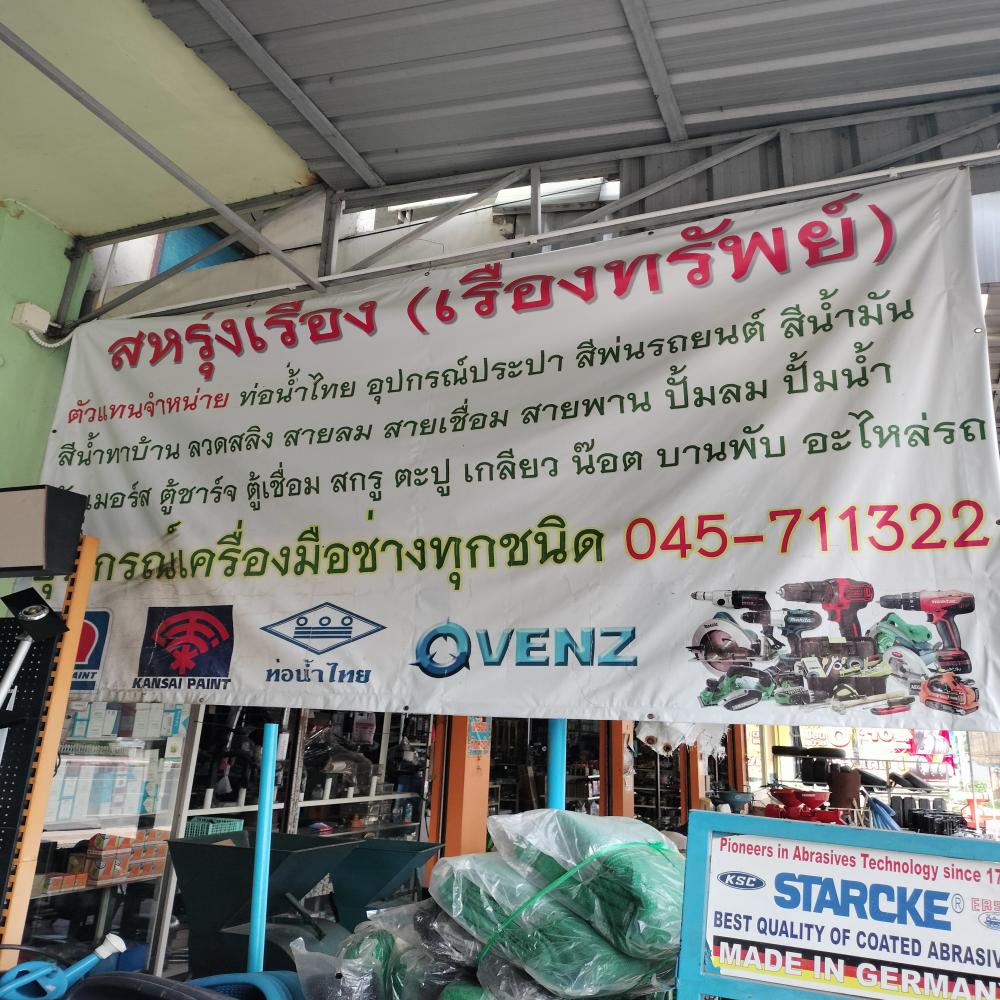 สหรุ่งเรือง (เรืองทรัพย์)
ตัวแทนจำหน่าย ท่อน้ำไทย อุปกรณ์ประปา สีพ่นรถยนต์ สีน้ำมัน
สีน้ำทาบ้าน ลวดสลิง สายลม สายเชื่อม สายพาน ปั้มลม ปั้มน้ำ
ตู้ชาร์จ ตู้เชื่อม สกรู ตะปู เกลียว น๊อต บานพับ อะไหล่รถ
อุปกรณ์เครื่องมือช่างทุกชนิด 045-711322
KANSAI PAINT
ท่อน้ำไทย
VENZ
Pioneers in Abrasives Technology since 17
KSC STARCKE®
BEST QUALITY OF COATED ABRASIV
MADE IN GERMAN